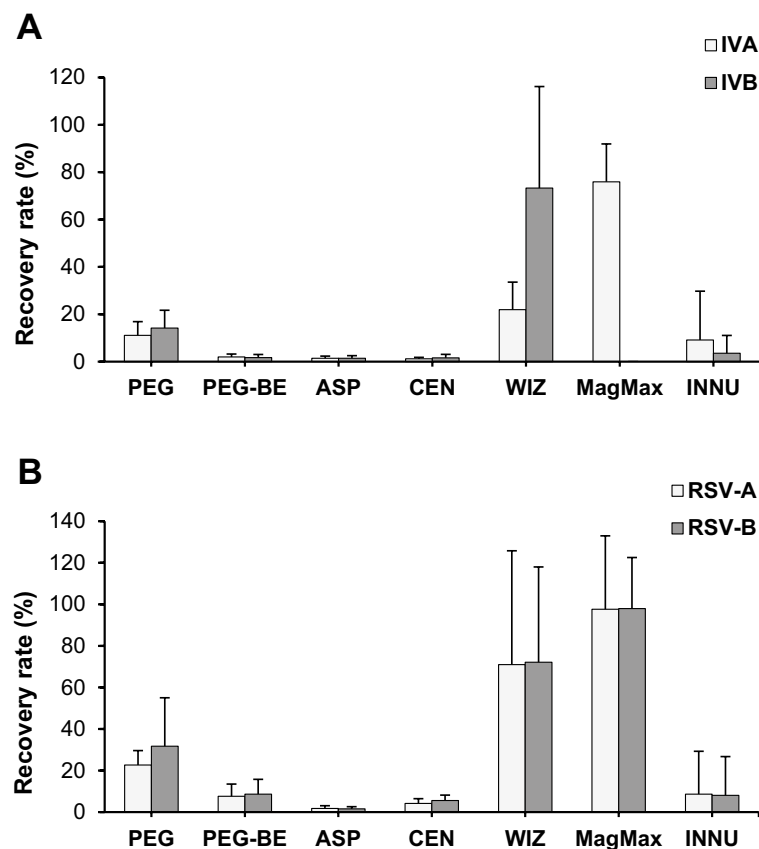 A
IVA
IVB
Recovery rate (%)
120
100
80
60
40
20
0
PEG PEG-BE ASP CEN WIZ MagMax INNU
B
RSV-A
RSV-B
Recovery rate (%)
140
120
100
80
60
40
20
0
PEG PEG-BE ASP CEN WIZ MagMax INNU